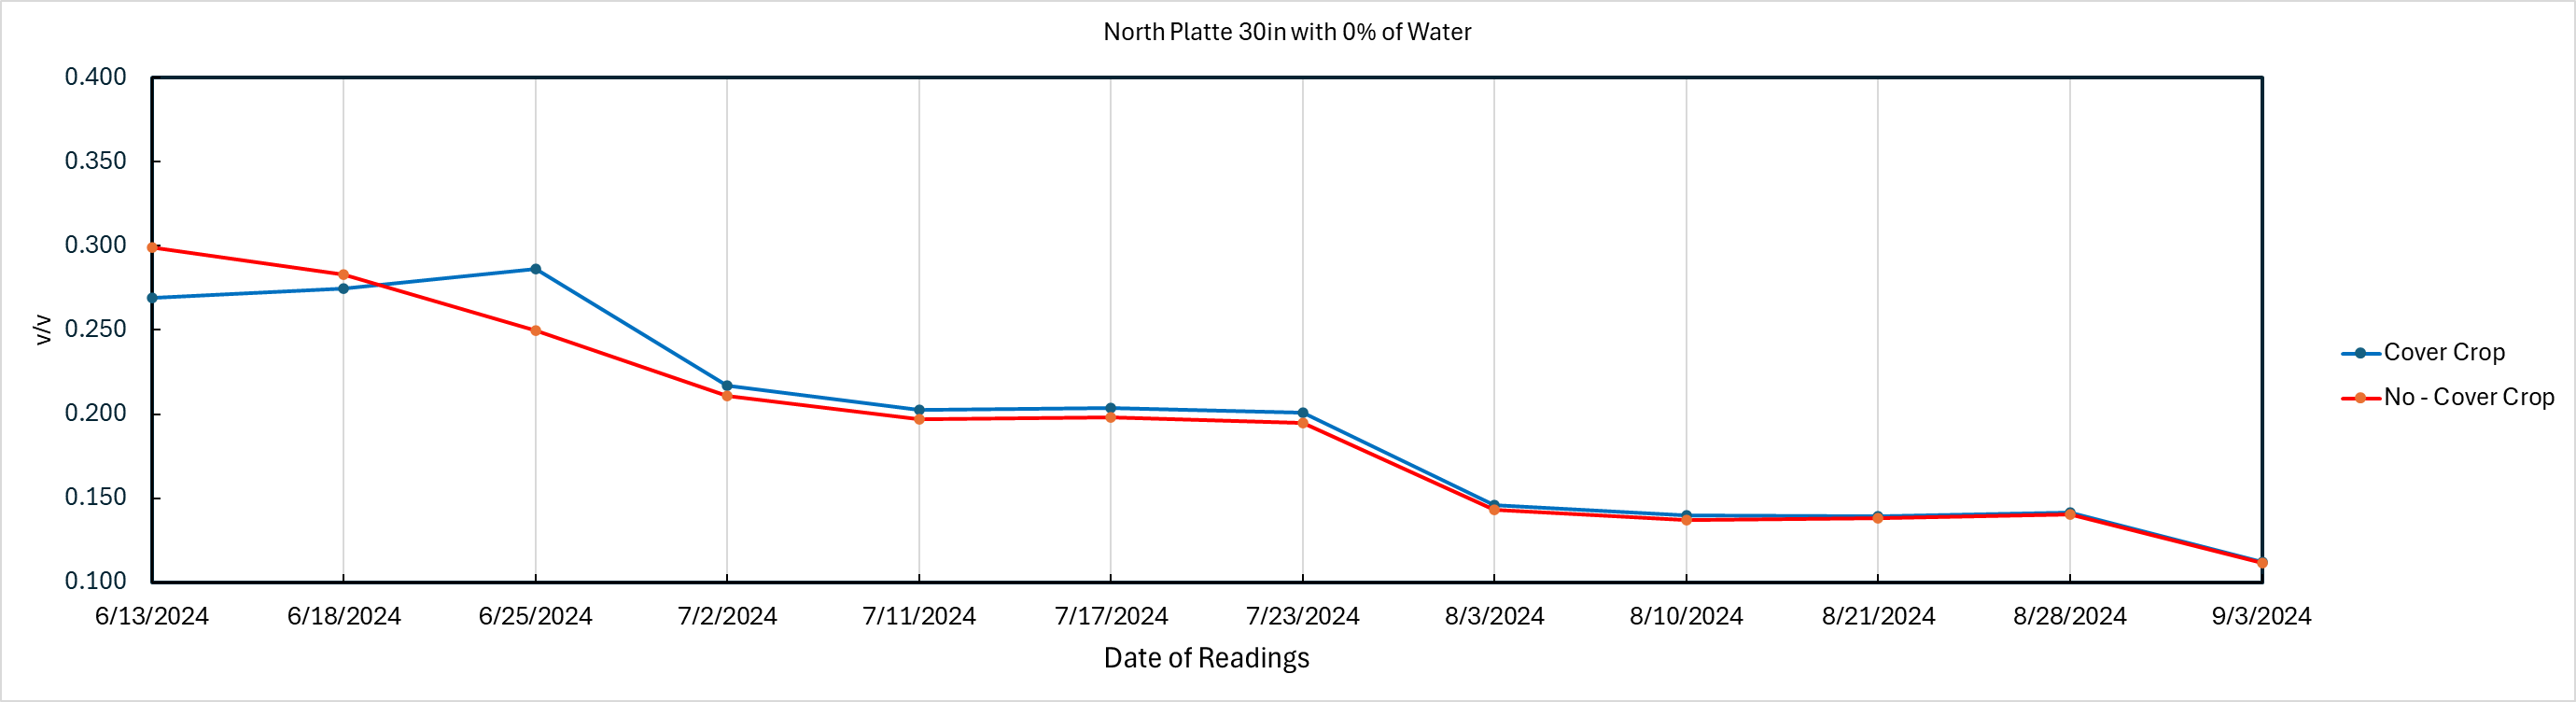 North Platte 30in with 0% of Water
0.400
0.350
0.300
0.250
0.200
0.150
0.100
v/v
6/13/2024 6/18/2024 6/25/2024 7/2/2024 7/11/2024 7/17/2024 7/23/2024 8/3/2024 8/10/2024 8/21/2024 8/28/2024 9/3/2024
Date of Readings
Cover Crop
No - Cover Crop